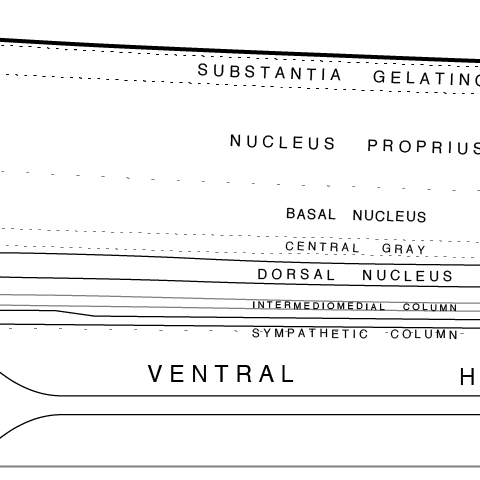 SUBSTANTIA GELATINO
NUCLEUS PROPRIUS
BASAL NUCLEUS
CENTRAL GRAY
DORSAL NUCLEUS
INTERMEDIOMEDIAL COLUMN
SYMPATHETIC COLUMN
VENTRAL H